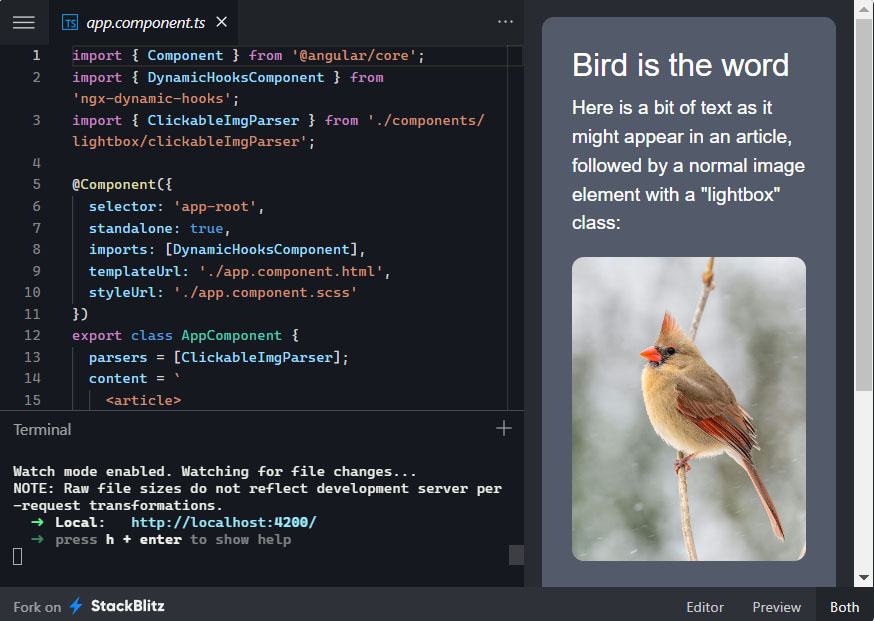 app.component.ts
1 import { Component } from '@angular/core';
2 import { DynamicHooksComponent } from
'ngx-dynamic-hooks';
3 import { ClickableImgParser } from './components/
lightbox/clickableImgParser';
4
5 @Component({
6 selector: 'app-root',
7 standalone: true,
8 imports: [DynamicHooksComponent],
9 templateUrl: './app.component.html',
10 styleUrl: './app.component.scss'
11 })
12 export class AppComponent {
13 parsers = [ClickableImgParser];
14 content = `
15 <article>
Terminal
Watch mode enabled. Watching for file changes...
NOTE: Raw file sizes do not reflect development server per
-request transformations.
➜ Local: http://localhost:4200/
➜ press h + enter to show help
Bird is the word
Here is a bit of text as it
might appear in an article,
followed by a normal image
element with a "lightbox"
class:
Fork on StackBlitz
Editor Preview Both